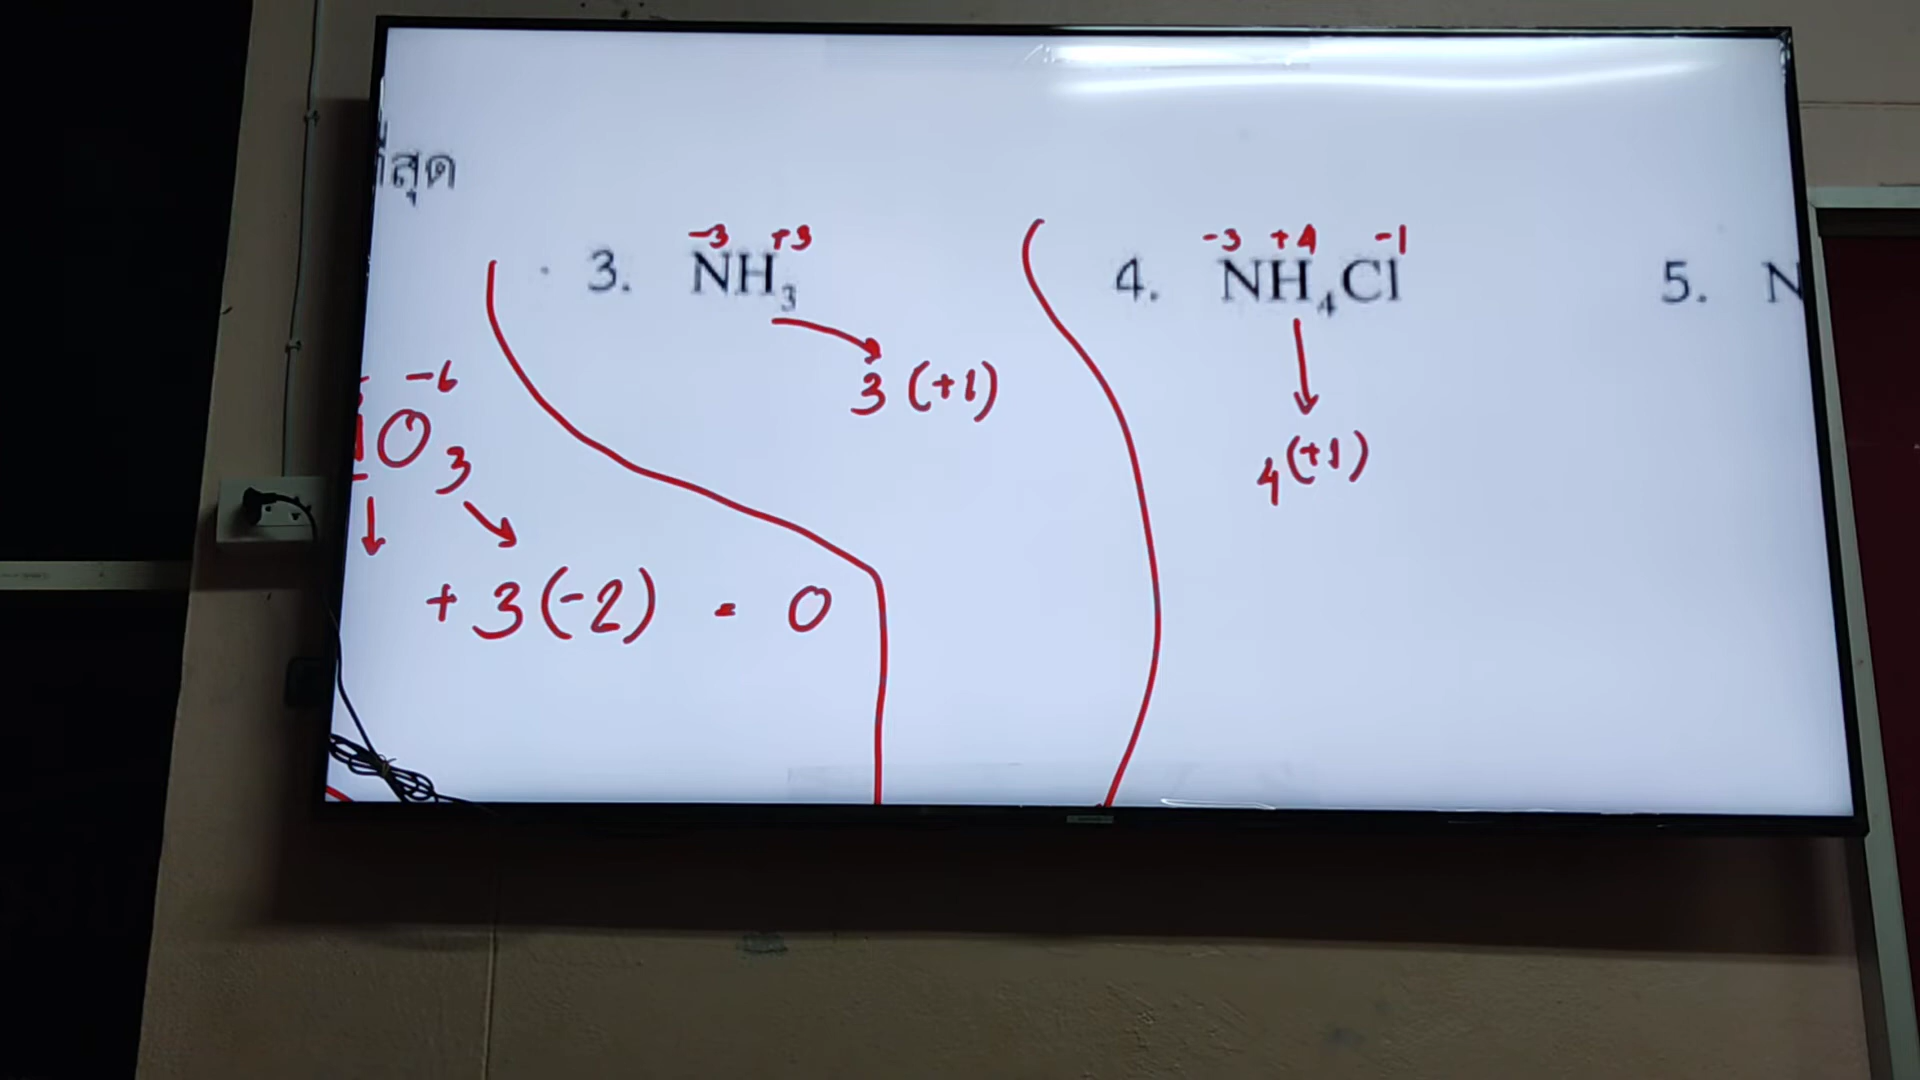 ที่สุด
-3 +3
3. NH₃
3 (+1)
-3 +4 -1
4. NH₄Cl
4(+1)
5. N
-6
O₃
+ 3(-2) = 0